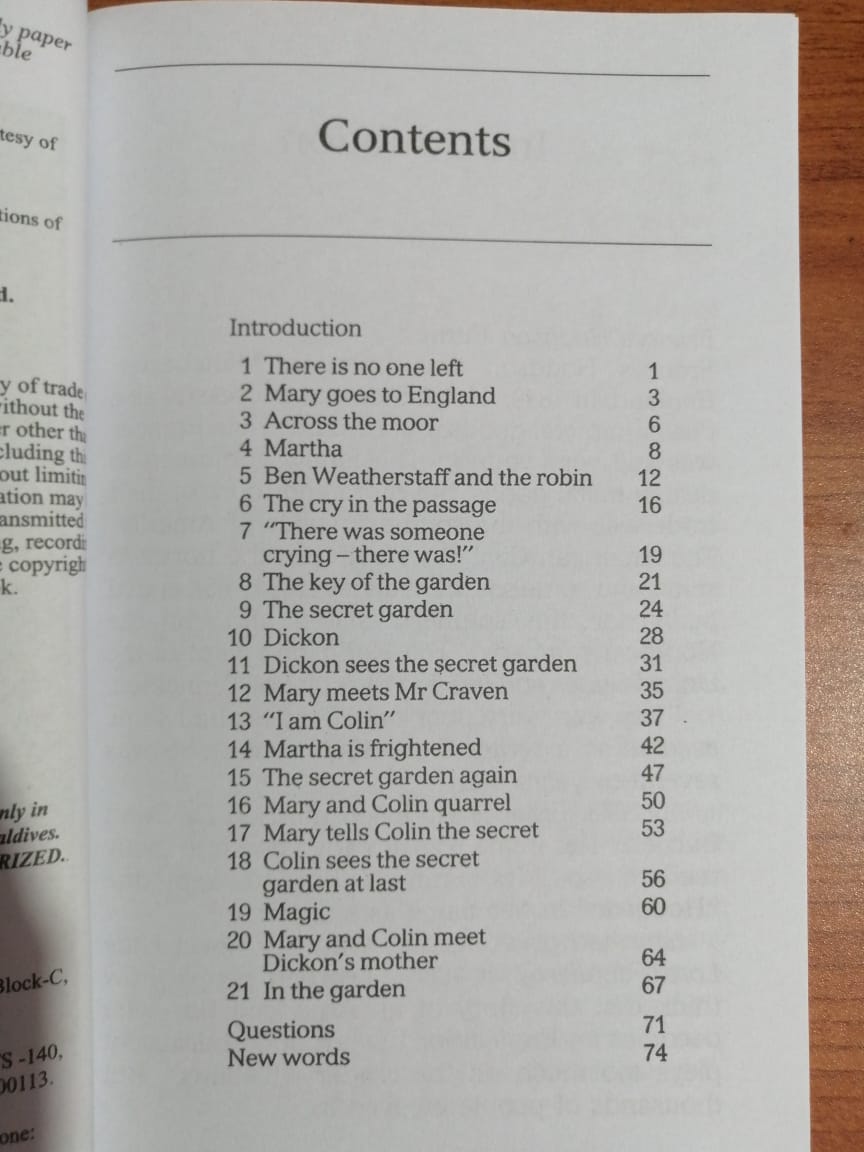 ly paper
able
tesy of
tions of
d.
y of trade
without the
r other the
cluding th
out limitin
ation may
ansmitted
g, recordi
copyrigh
k.
nly in
aldives.
RIZED.
Block-C,
S -140,
00113.
one:
Contents
Introduction
1 There is no one left 1
2 Mary goes to England 3
3 Across the moor 6
4 Martha 8
5 Ben Weatherstaff and the robin 12
6 The cry in the passage 16
7 “There was someone
crying – there was!” 19
8 The key of the garden 21
9 The secret garden 24
10 Dickon 28
11 Dickon sees the secret garden 31
12 Mary meets Mr Craven 35
13 “I am Colin” 37
14 Martha is frightened 42
15 The secret garden again 47
16 Mary and Colin quarrel 50
17 Mary tells Colin the secret 53
18 Colin sees the secret
garden at last 56
19 Magic 60
20 Mary and Colin meet
Dickon’s mother 64
21 In the garden 67
Questions 71
New words 74